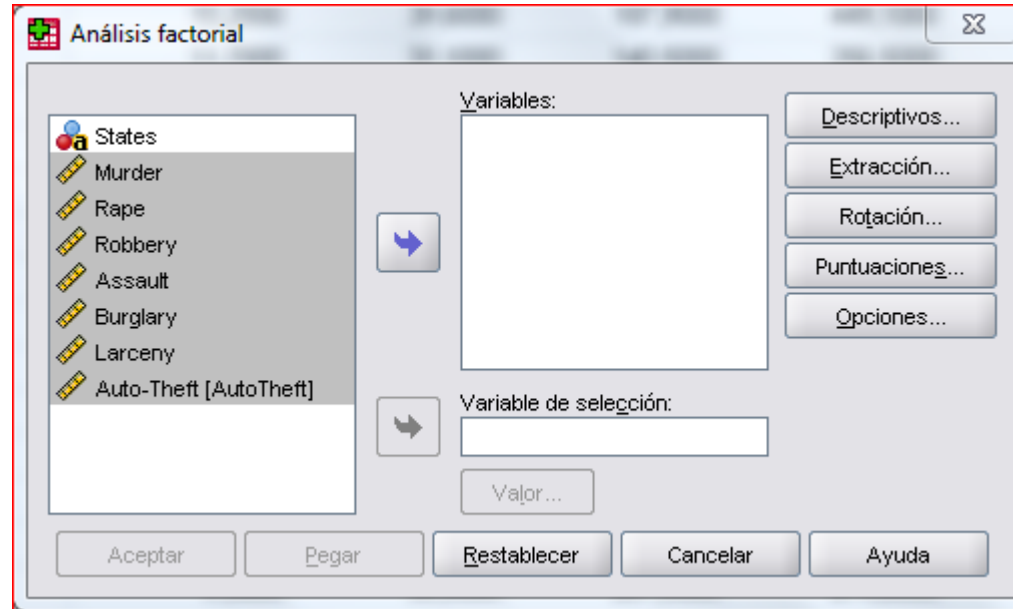 Análisis factorial
States
Murder
Rape
Robbery
Assault
Burglary
Larceny
Auto-Theft [AutoTheft]
Variables:
Variable de selección:
Valor...
Descriptivos...
Extracción...
Rotación...
Puntuaciones...
Opciones...
Aceptar
Pegar
Restablecer
Cancelar
Ayuda